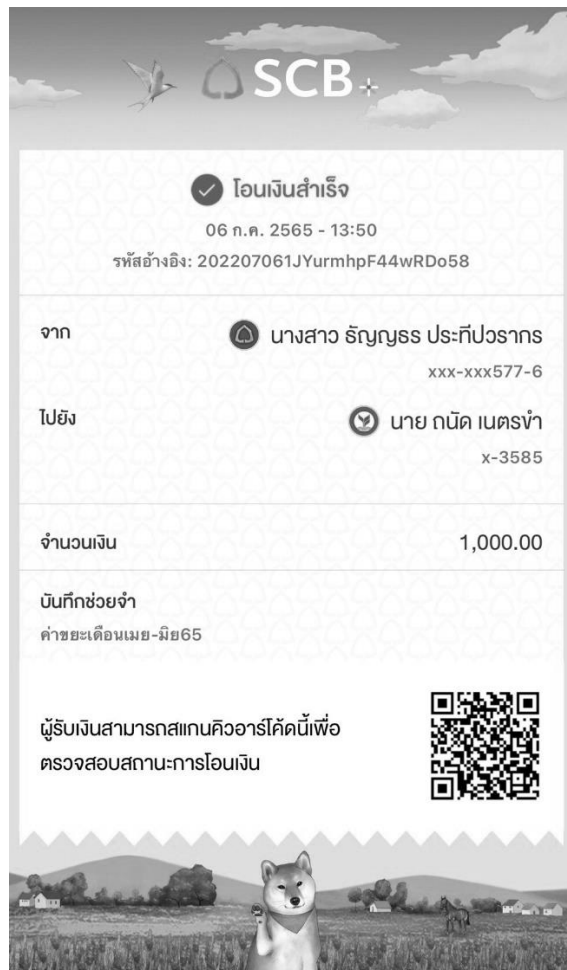 SCB
โอนเงินสำเร็จ
06 ก.ค. 2565 - 13:50
รหัสอ้างอิง: 202207061JYurmhpF44wRDo58
จาก
นางสาว ธัญญธร ประทีปวรากร
xxx-xxx577-6
ไปยัง
นาย ถนัด เนตรขำ
x-3585
จำนวนเงิน 1,000.00
บันทึกช่วยจำ
ค่าขยะเดือนเมย-มิย65
ผู้รับเงินสามารถสแกนคิวอาร์โค้ดนี้เพื่อ
ตรวจสอบสถานะการโอนเงิน